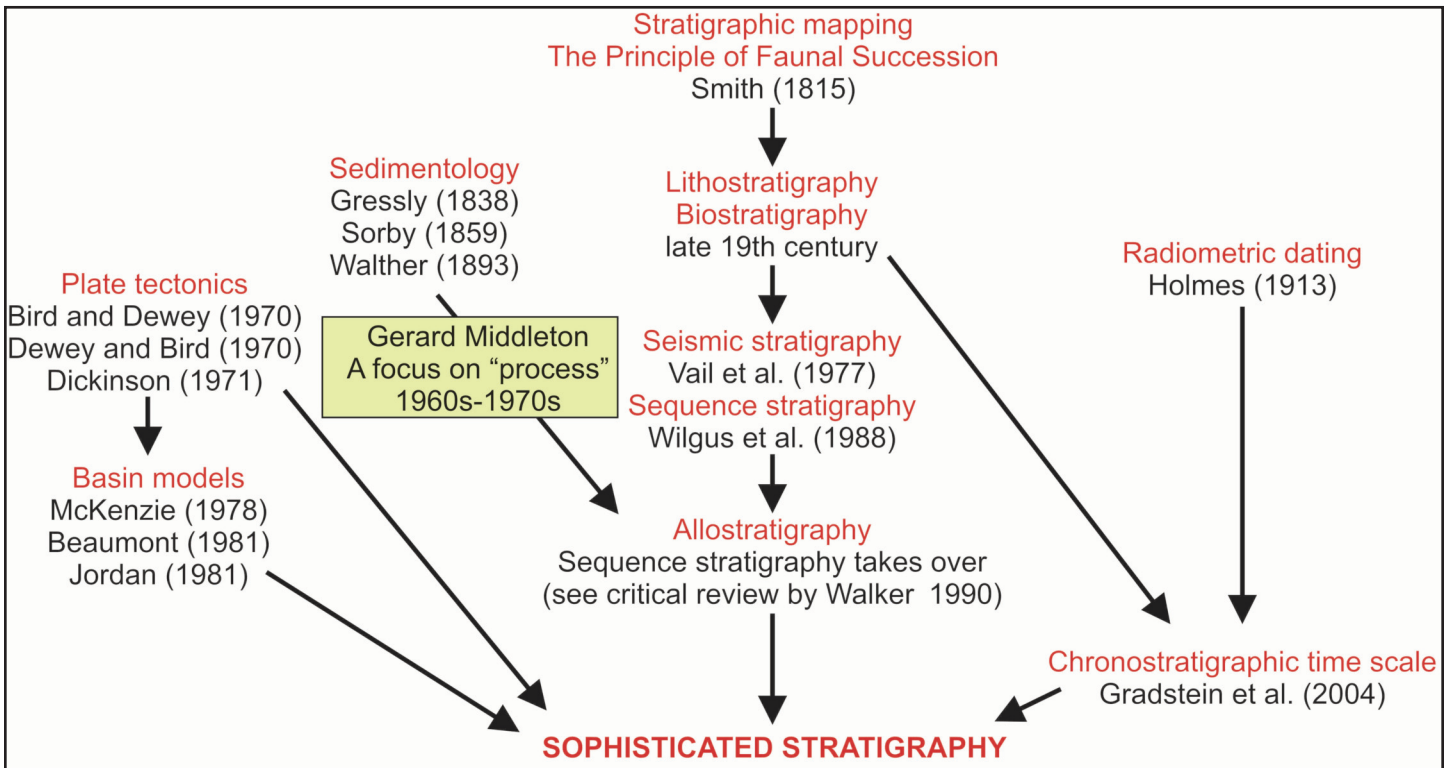 Stratigraphic mapping
The Principle of Faunal Succession
Smith (1815)
Sedimentology
Gressly (1838)
Sorby (1859)
Walther (1893)
Lithostratigraphy
Biostratigraphy
late 19th century
Radiometric dating
Holmes (1913)
Plate tectonics
Bird and Dewey (1970)
Dewey and Bird (1970)
Dickinson (1971)
Gerard Middleton
A focus on “process”
1960s-1970s
Seismic stratigraphy
Vail et al. (1977)
Sequence stratigraphy
Wilgus et al. (1988)
Basin models
McKenzie (1978)
Beaumont (1981)
Jordan (1981)
Allostratigraphy
Sequence stratigraphy takes over
(see critical review by Walker 1990)
Chronostratigraphic time scale
Gradstein et al. (2004)
SOPHISTICATED STRATIGRAPHY